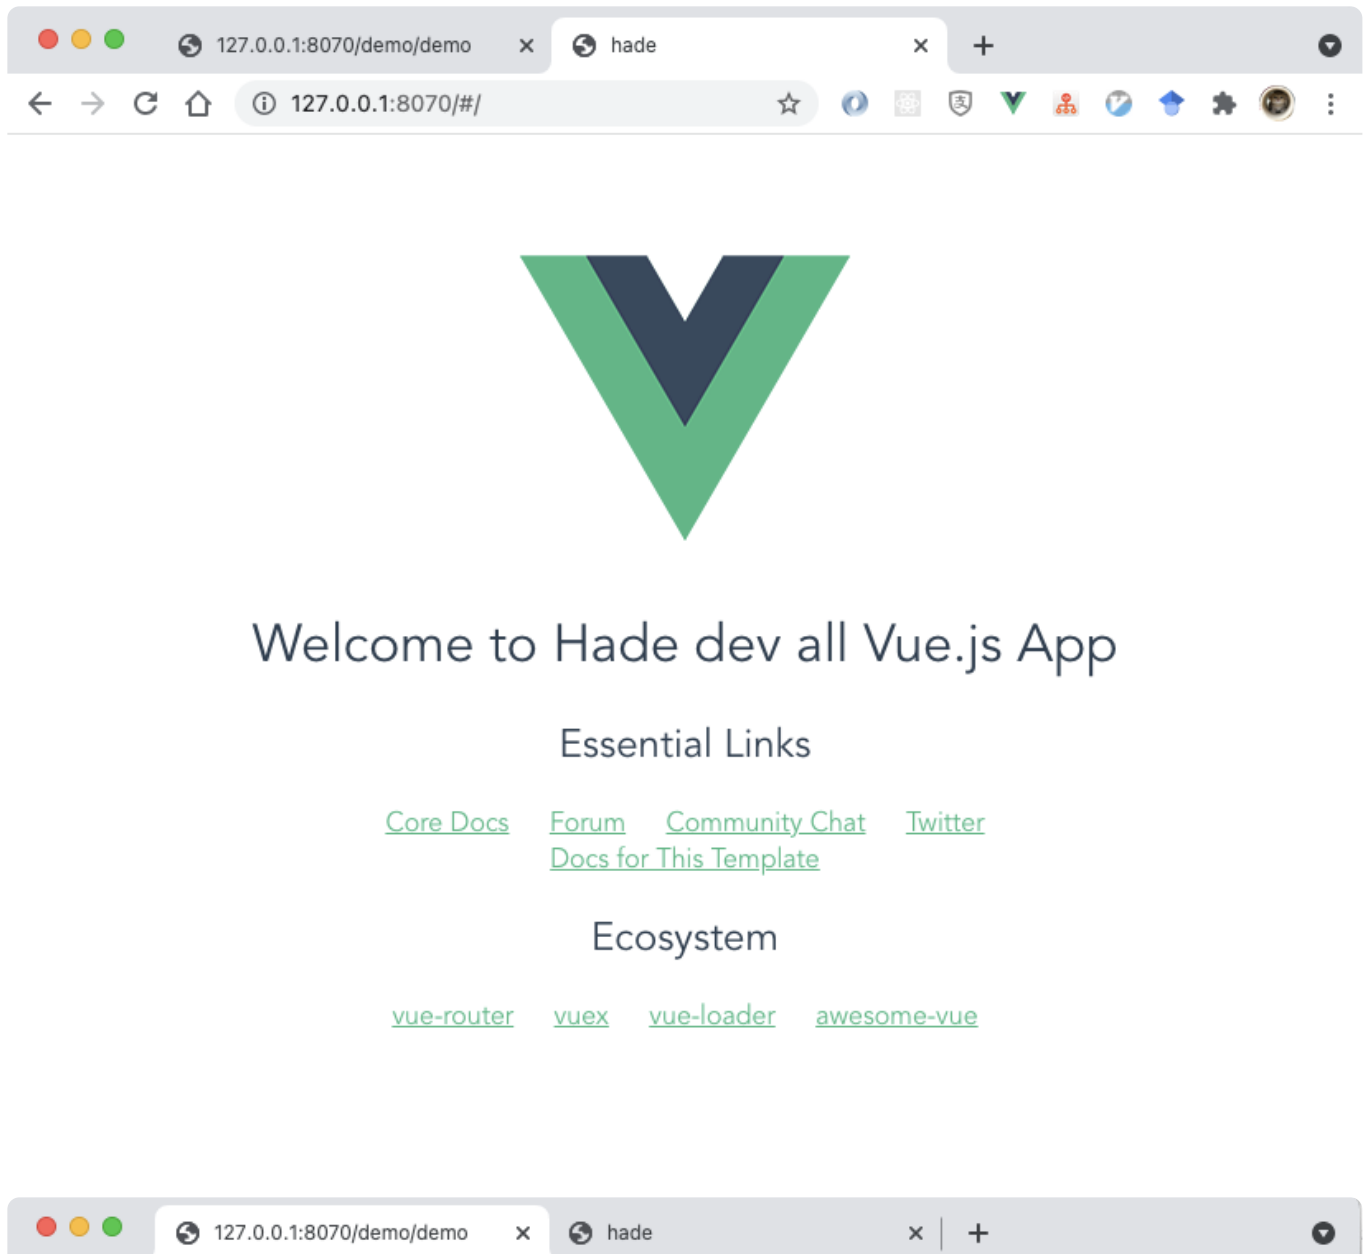 127.0.0.1:8070/demo/demo hade
127.0.0.1:8070/#/
Welcome to Hade dev all Vue.js App
Essential Links
Core Docs Forum Community Chat Twitter
Docs for This Template
Ecosystem
vue-router vuex vue-loader awesome-vue
127.0.0.1:8070/demo/demo hade